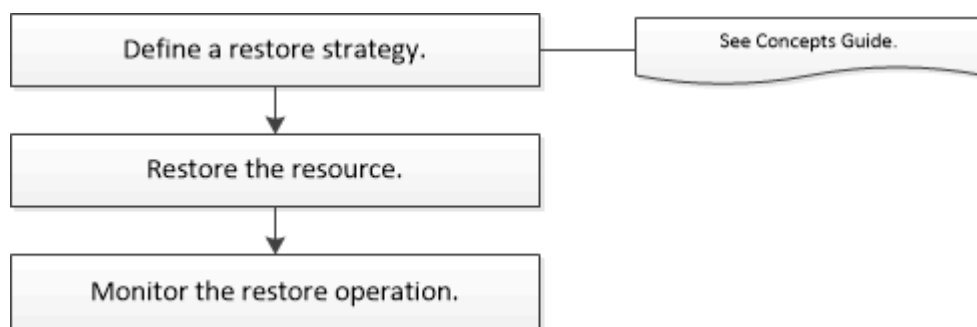 Define a restore strategy.
See Concepts Guide.
Restore the resource.
Monitor the restore operation.